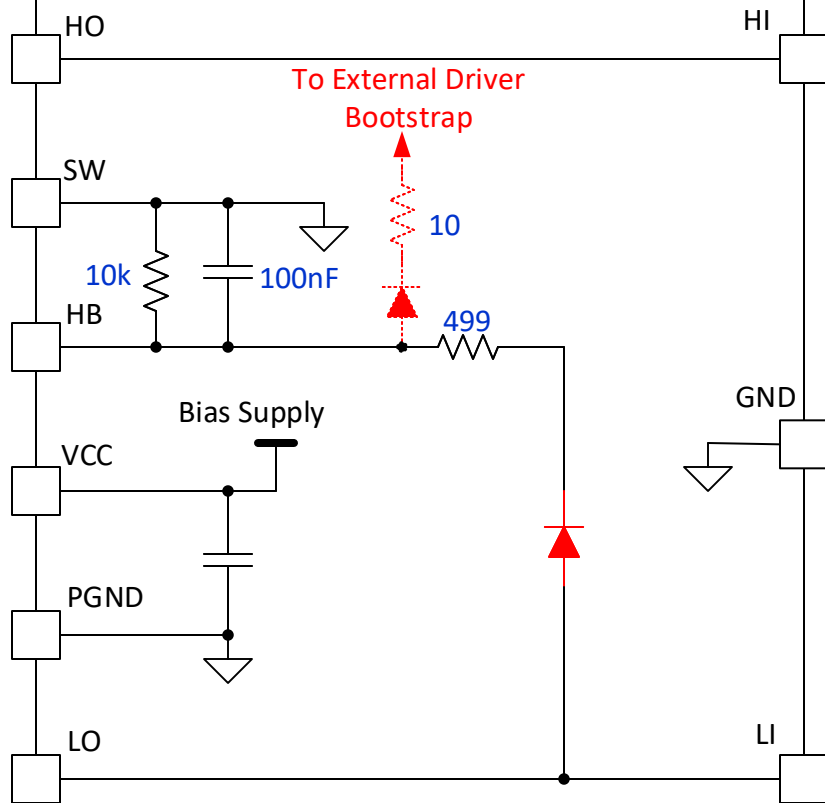 HO
HI
To External Driver
Bootstrap
SW
10
10k
100nF
HB
499
GND
Bias Supply
VCC
PGND
LO
LI